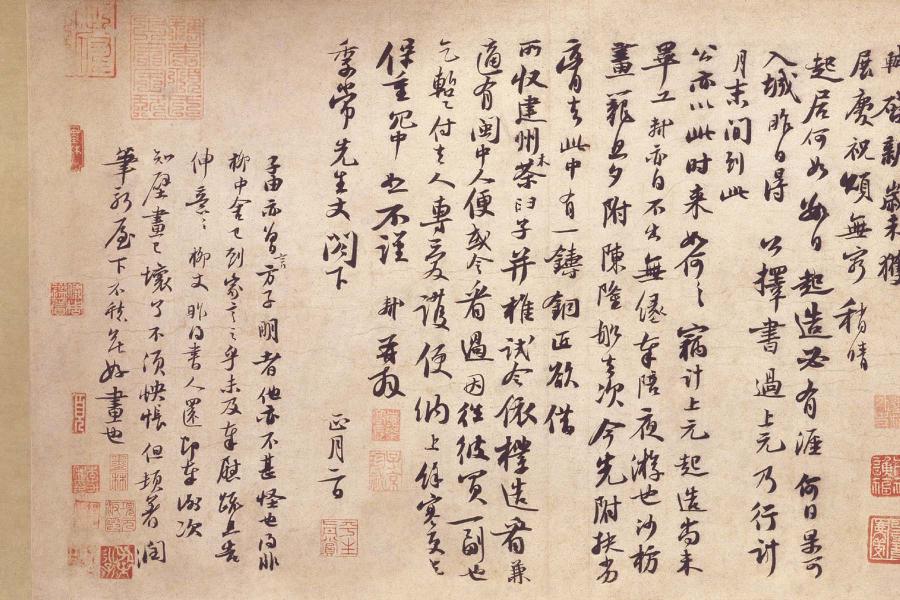 軾啓新歲未獲
展慶祝頌無窮稍晴
起居何如數日起造必有涯何日果可
入城昨日得公擇書過上元乃行計
月末間到此
公亦以此時来如何々竊計上元起造尚未
畢工軾亦自不出無緣奉陪夜游也沙枋
畫籠旦夕附陳隆船去次今先附扶劣
膏去此中有一鑄銅匠欲借
所收建州木茶臼子并椎試令依樣造看兼
適有閩中人便或令看過因往彼買一副也
乞蹔付去人專愛護便納上餘寒更乞
保重冗中恕不謹軾再拜
季常先生丈閣下
正月二日
子由亦曾言方子明者他亦不甚怪也得非
柳中舍已到家言之乎未及奉慰疏且告
伸意々柳丈昨得書人還即奉謝次
知壁畫已壞了不須怏悵但頓著潤
筆新屋下不愁無好畫也